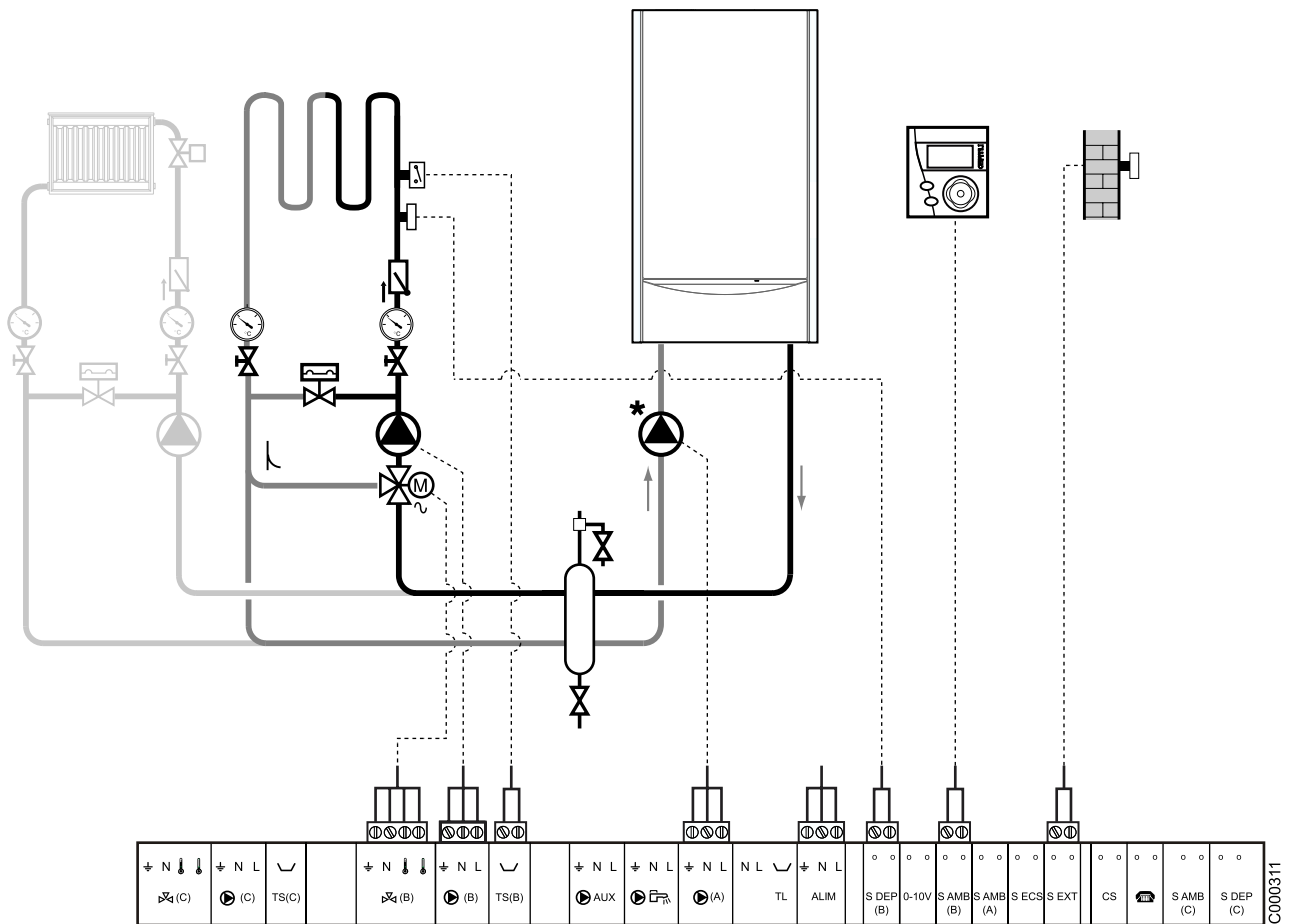 °C
°C
°C
°C
*
M
N
(C)
N L
(C)
TS(C)
N
(B)
N L
(B)
TS(B)
N L
AUX
N L
N L
(A)
N L
TL
N L
ALIM
S DEP
(B)
0-10V
S AMB
(B)
S AMB
(A)
S ECS
S EXT
CS
S AMB
(C)
S DEP
(C)
C000311